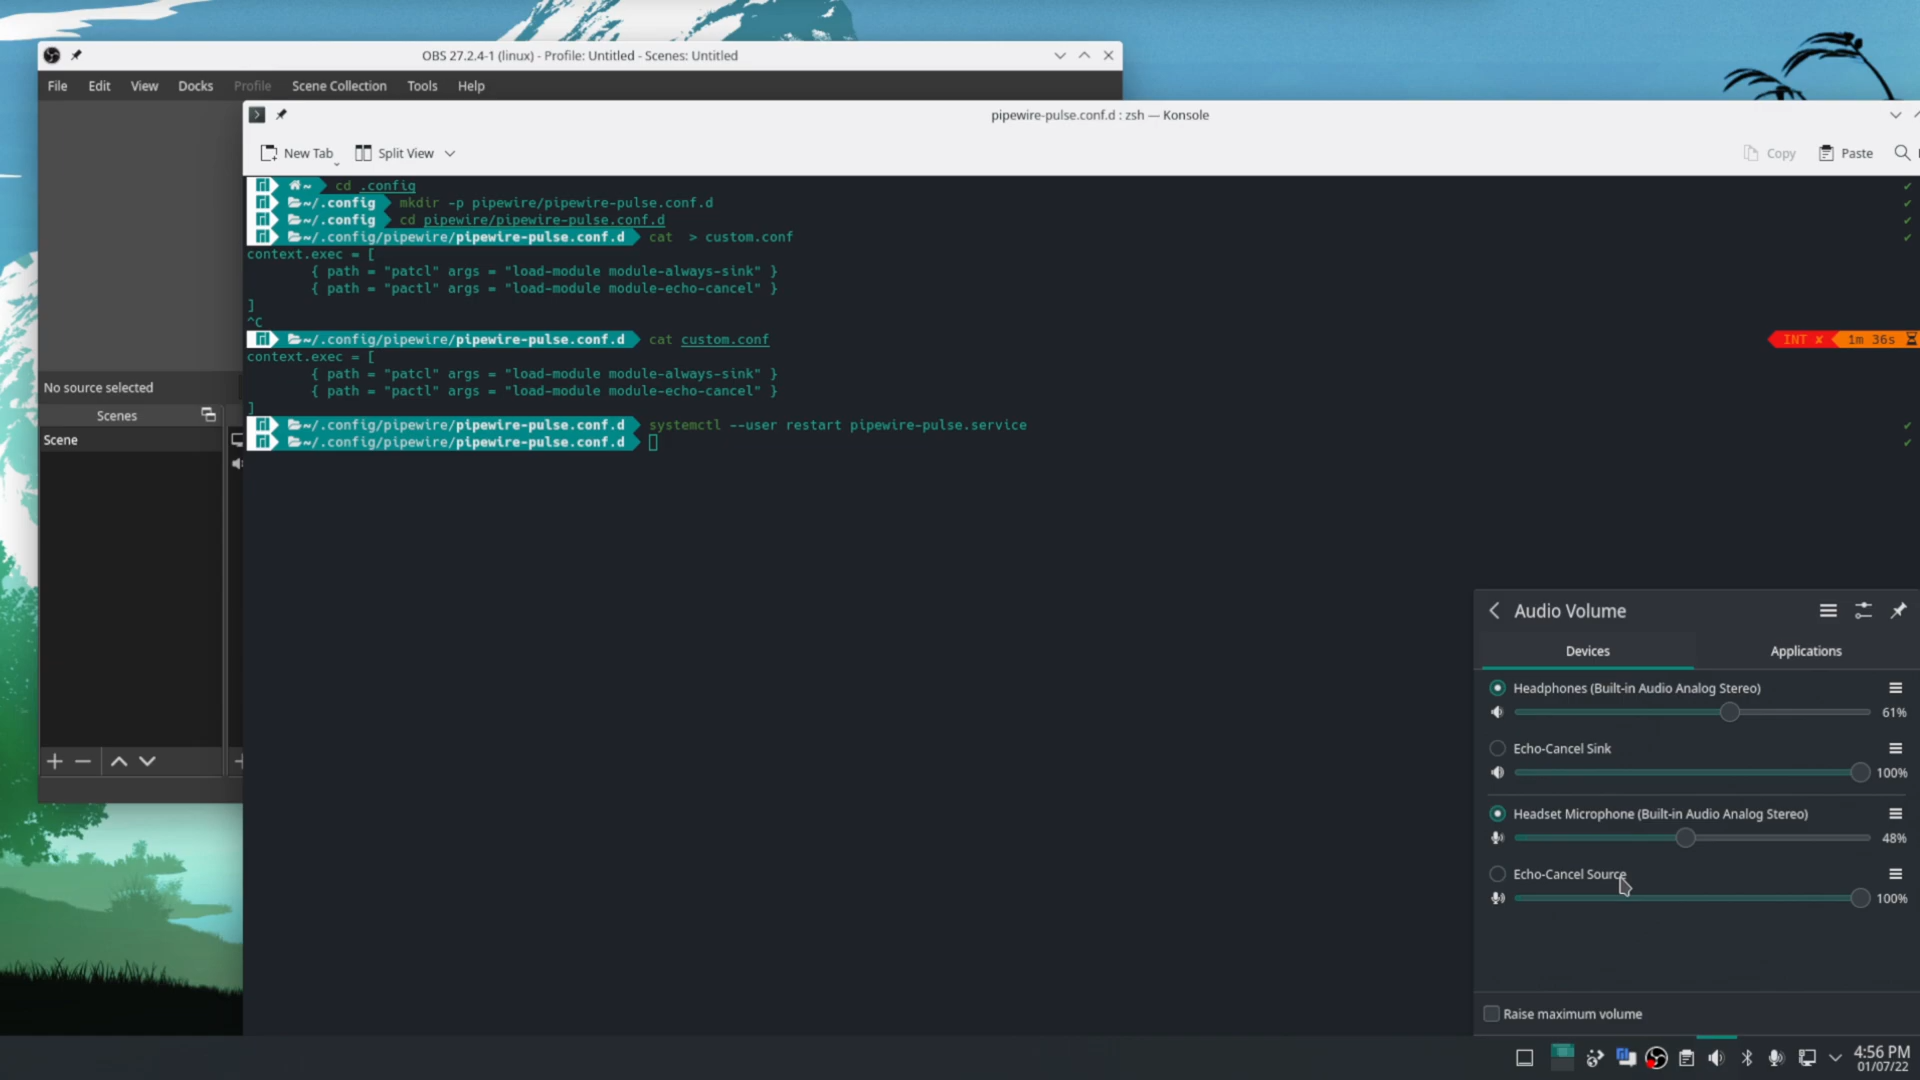 OBS 27.2.4-1 (linux) - Profile: Untitled - Scenes: Untitled
File Edit View Docks Profile Scene Collection Tools Help
pipewire-pulse.conf.d : zsh — Konsole
New Tab Split View Copy Paste
~ cd .config
~/.config mkdir -p pipewire/pipewire-pulse.conf.d
~/.config cd pipewire/pipewire-pulse.conf.d
~/.config/pipewire/pipewire-pulse.conf.d cat > custom.conf
context.exec = [
{ path = "patcl" args = "load-module module-always-sink" }
{ path = "pactl" args = "load-module module-echo-cancel" }
]
^C
~/.config/pipewire/pipewire-pulse.conf.d cat custom.conf INT ✘ 1m 36s
context.exec = [
{ path = "patcl" args = "load-module module-always-sink" }
{ path = "pactl" args = "load-module module-echo-cancel" }
]
~/.config/pipewire/pipewire-pulse.conf.d systemctl --user restart pipewire-pulse.service
~/.config/pipewire/pipewire-pulse.conf.d
No source selected
Scenes
Scene
Audio Volume
Devices Applications
Headphones (Built-in Audio Analog Stereo)
61%
Echo-Cancel Sink
100%
Headset Microphone (Built-in Audio Analog Stereo)
48%
Echo-Cancel Source
100%
Raise maximum volume
4:56 PM
01/07/22